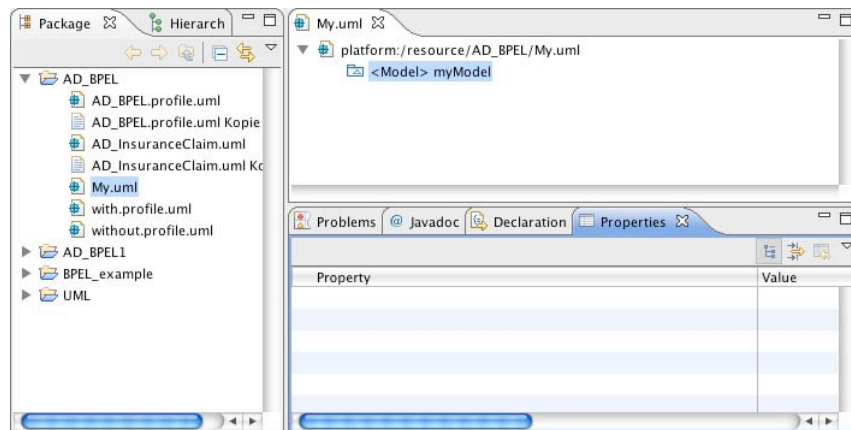 Package
Hierarch
AD_BPEL
AD_BPEL.profile.uml
AD_BPEL.profile.uml Kopie
AD_InsuranceClaim.uml
AD_InsuranceClaim.uml Ko
My.uml
with.profile.uml
without.profile.uml
AD_BPEL1
BPEL_example
UML
My.uml
platform:/resource/AD_BPEL/My.uml
<Model> myModel
Problems @ Javadoc Declaration Properties
Property Value